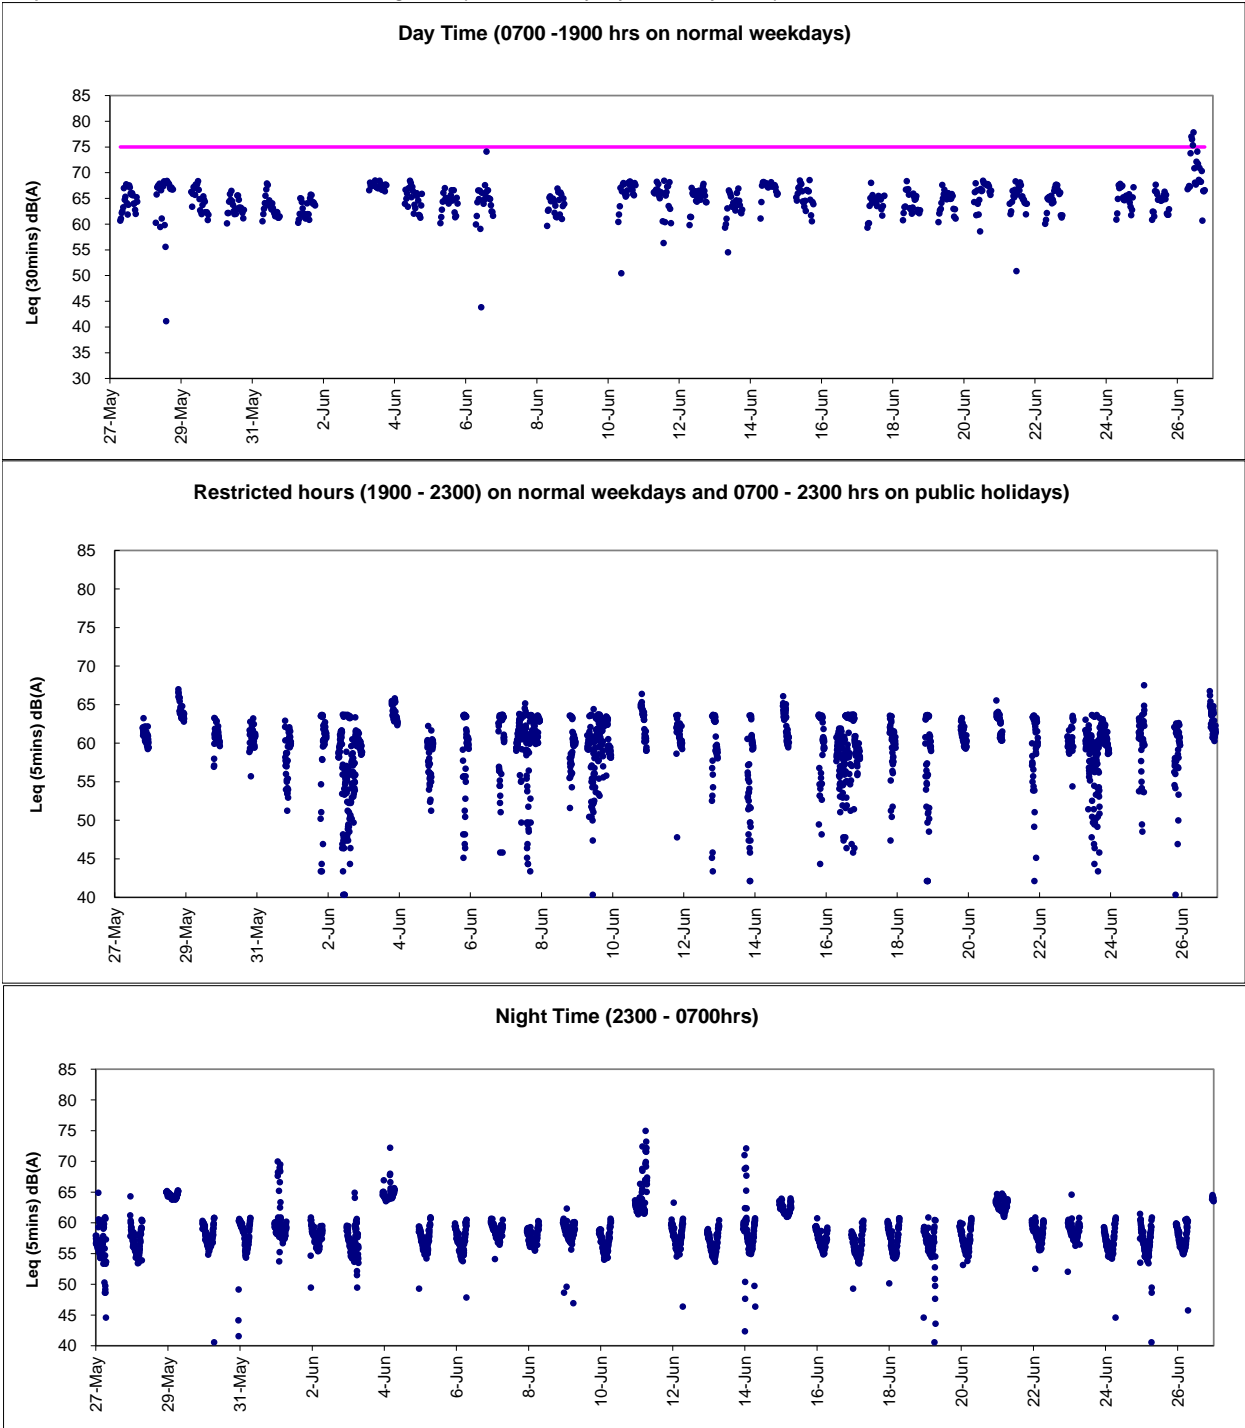 Day Time (0700 -1900 hrs on normal weekdays)
85
80
75
70
65
60
55
50
45
40
35
30
Leq (30mins) dB(A)
27-May
29-May
31-May
2-Jun
4-Jun
6-Jun
8-Jun
10-Jun
12-Jun
14-Jun
16-Jun
18-Jun
20-Jun
22-Jun
24-Jun
26-Jun
Restricted hours (1900 - 2300) on normal weekdays and 0700 - 2300 hrs on public holidays)
85
80
75
70
65
60
55
50
45
40
Leq (5mins) dB(A)
27-May
29-May
31-May
2-Jun
4-Jun
6-Jun
8-Jun
10-Jun
12-Jun
14-Jun
16-Jun
18-Jun
20-Jun
22-Jun
24-Jun
26-Jun
Night Time (2300 - 0700hrs)
85
80
75
70
65
60
55
50
45
40
Leq (5mins) dB(A)
27-May
29-May
31-May
2-Jun
4-Jun
6-Jun
8-Jun
10-Jun
12-Jun
14-Jun
16-Jun
18-Jun
20-Jun
22-Jun
24-Jun
26-Jun